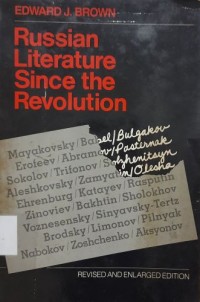 EDWARD J. BROWN
Russian
Literature
Since the
Revolution
Mayakovsky/Babel/Bulgakov
Erofeev/Abramov/Pasternak
Sokolov/Trifonov/Solzhenitsyn
Aleshkovsky/Zamyatin/Olesha
Ehrenburg/Katayev/Rasputin
Zinoviev/Bakhtin/Sholokhov
Voznesensky/Sinyavsky-Tertz
Brodsky/Limonov/Pilnyak
Nabokov/Zoshchenko/Aksyonov
REVISED AND ENLARGED EDITION